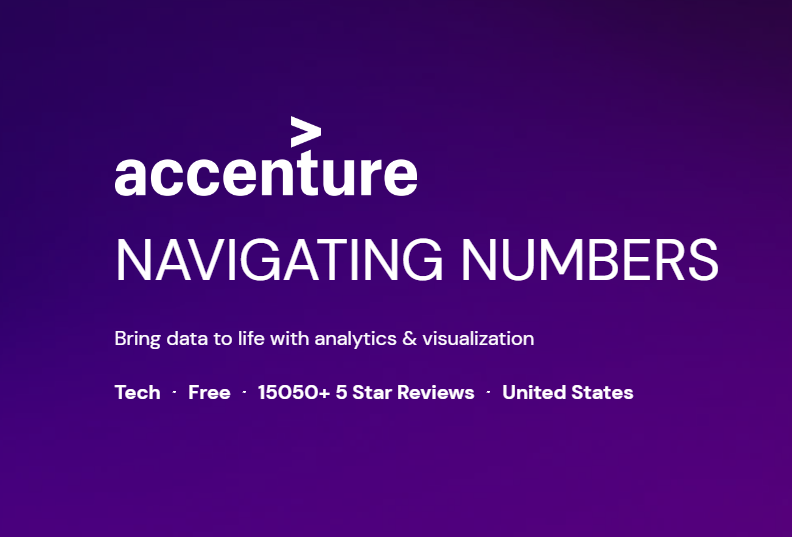 accenture
NAVIGATING NUMBERS
Bring data to life with analytics & visualization
Tech · Free · 15050+ 5 Star Reviews · United States